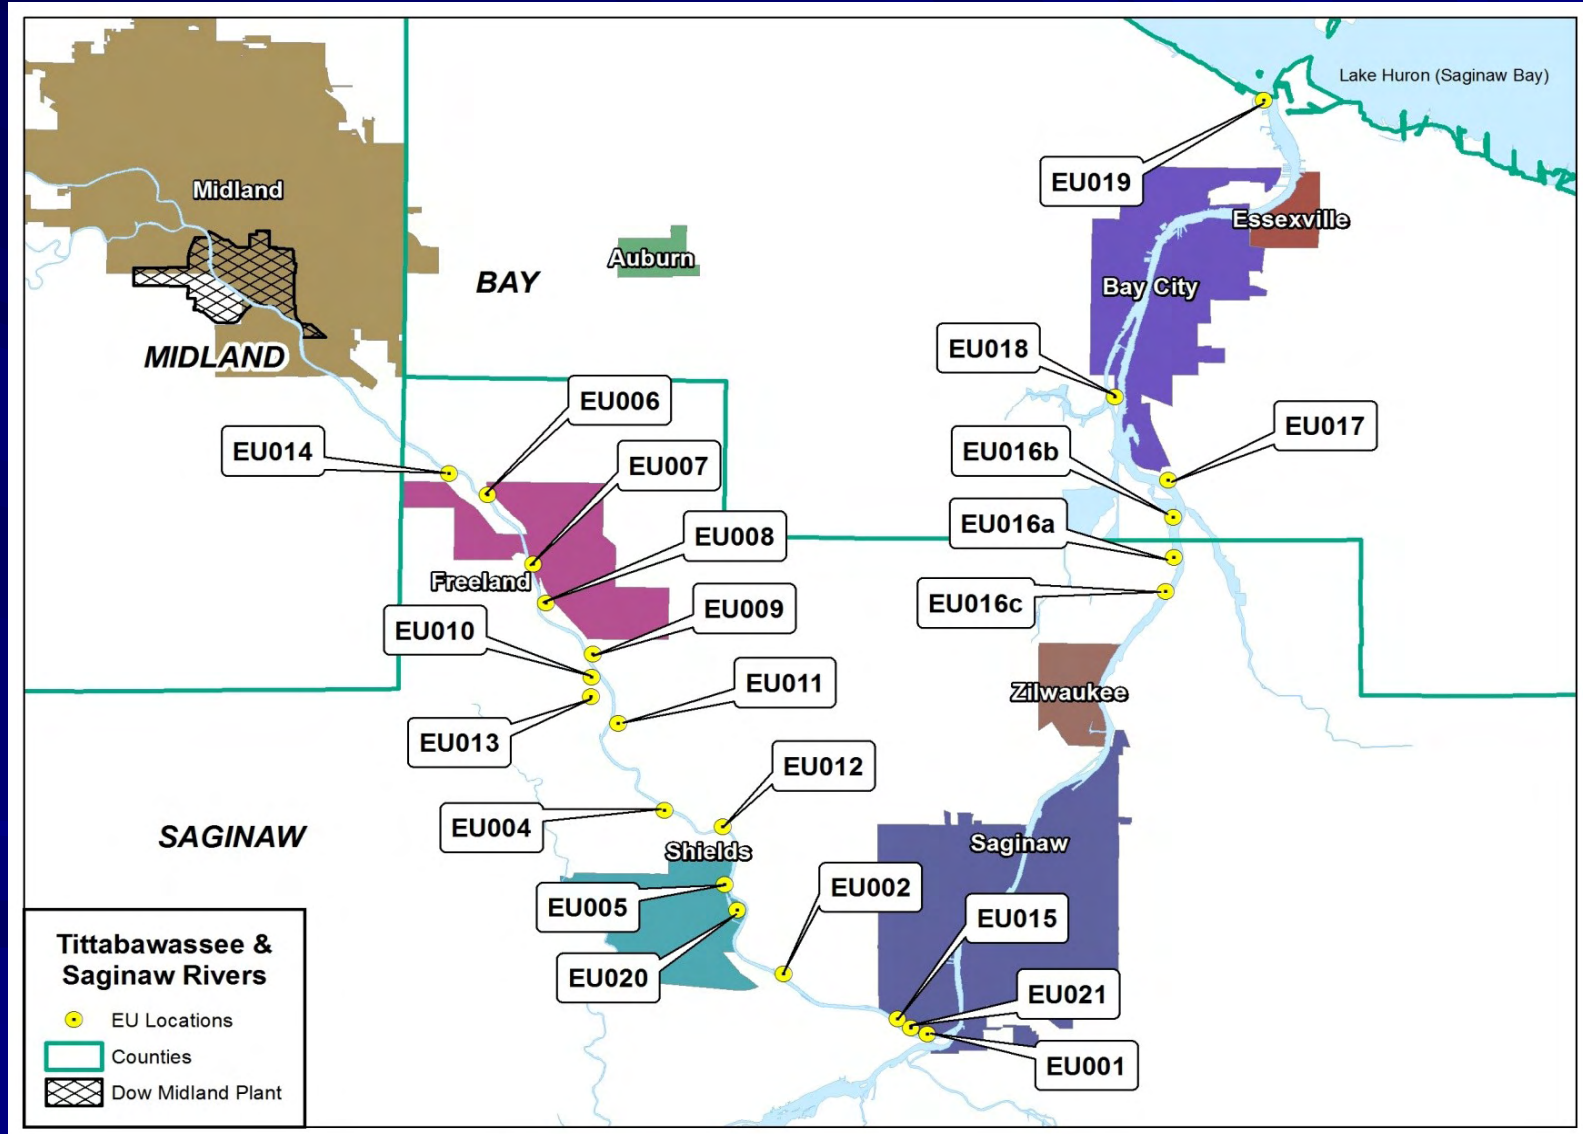 Lake Huron (Saginaw Bay)
Midland
EU019
Essexville
Auburn
BAY
Bay City
MIDLAND
EU018
EU006
EU017
EU014
EU007
EU016b
EU016a
EU008
Freeland
EU009
EU016c
EU010
EU011
Zilwaukee
EU013
EU012
EU004
SAGINAW
Shields
Saginaw
EU002
EU005
EU015
EU020
EU021
EU001
Tittabawassee &
Saginaw Rivers
EU Locations
Counties
Dow Midland Plant